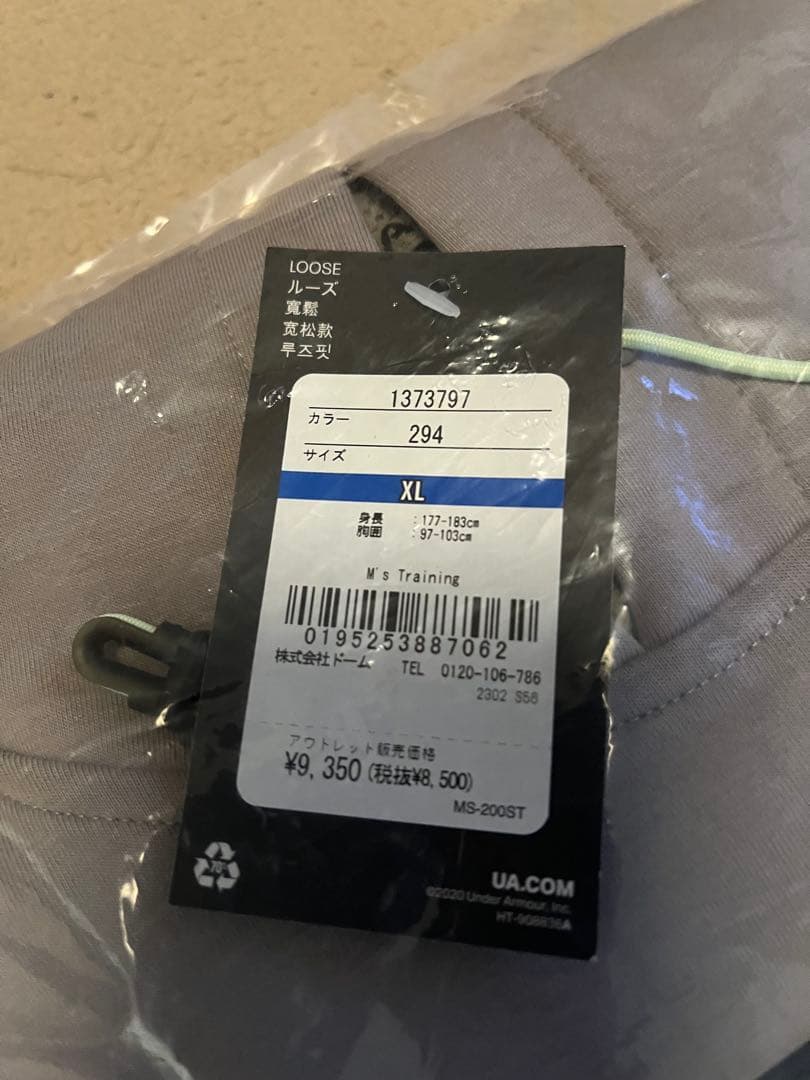 LOOSE
ルーズ
寬鬆
宽松款
루즈핏
1373797
カラー
294
サイズ
XL
身長 :177-183cm
胸囲 :97-103cm
M's Training
0195253887062
株式会社ドーム TEL 0120-106-786
2302 S56
アウトレット販売価格
¥9,350(税抜¥8,500)
MS-200ST
70
UA.COM
©2020 Under Armour, Inc.
HT-908836A